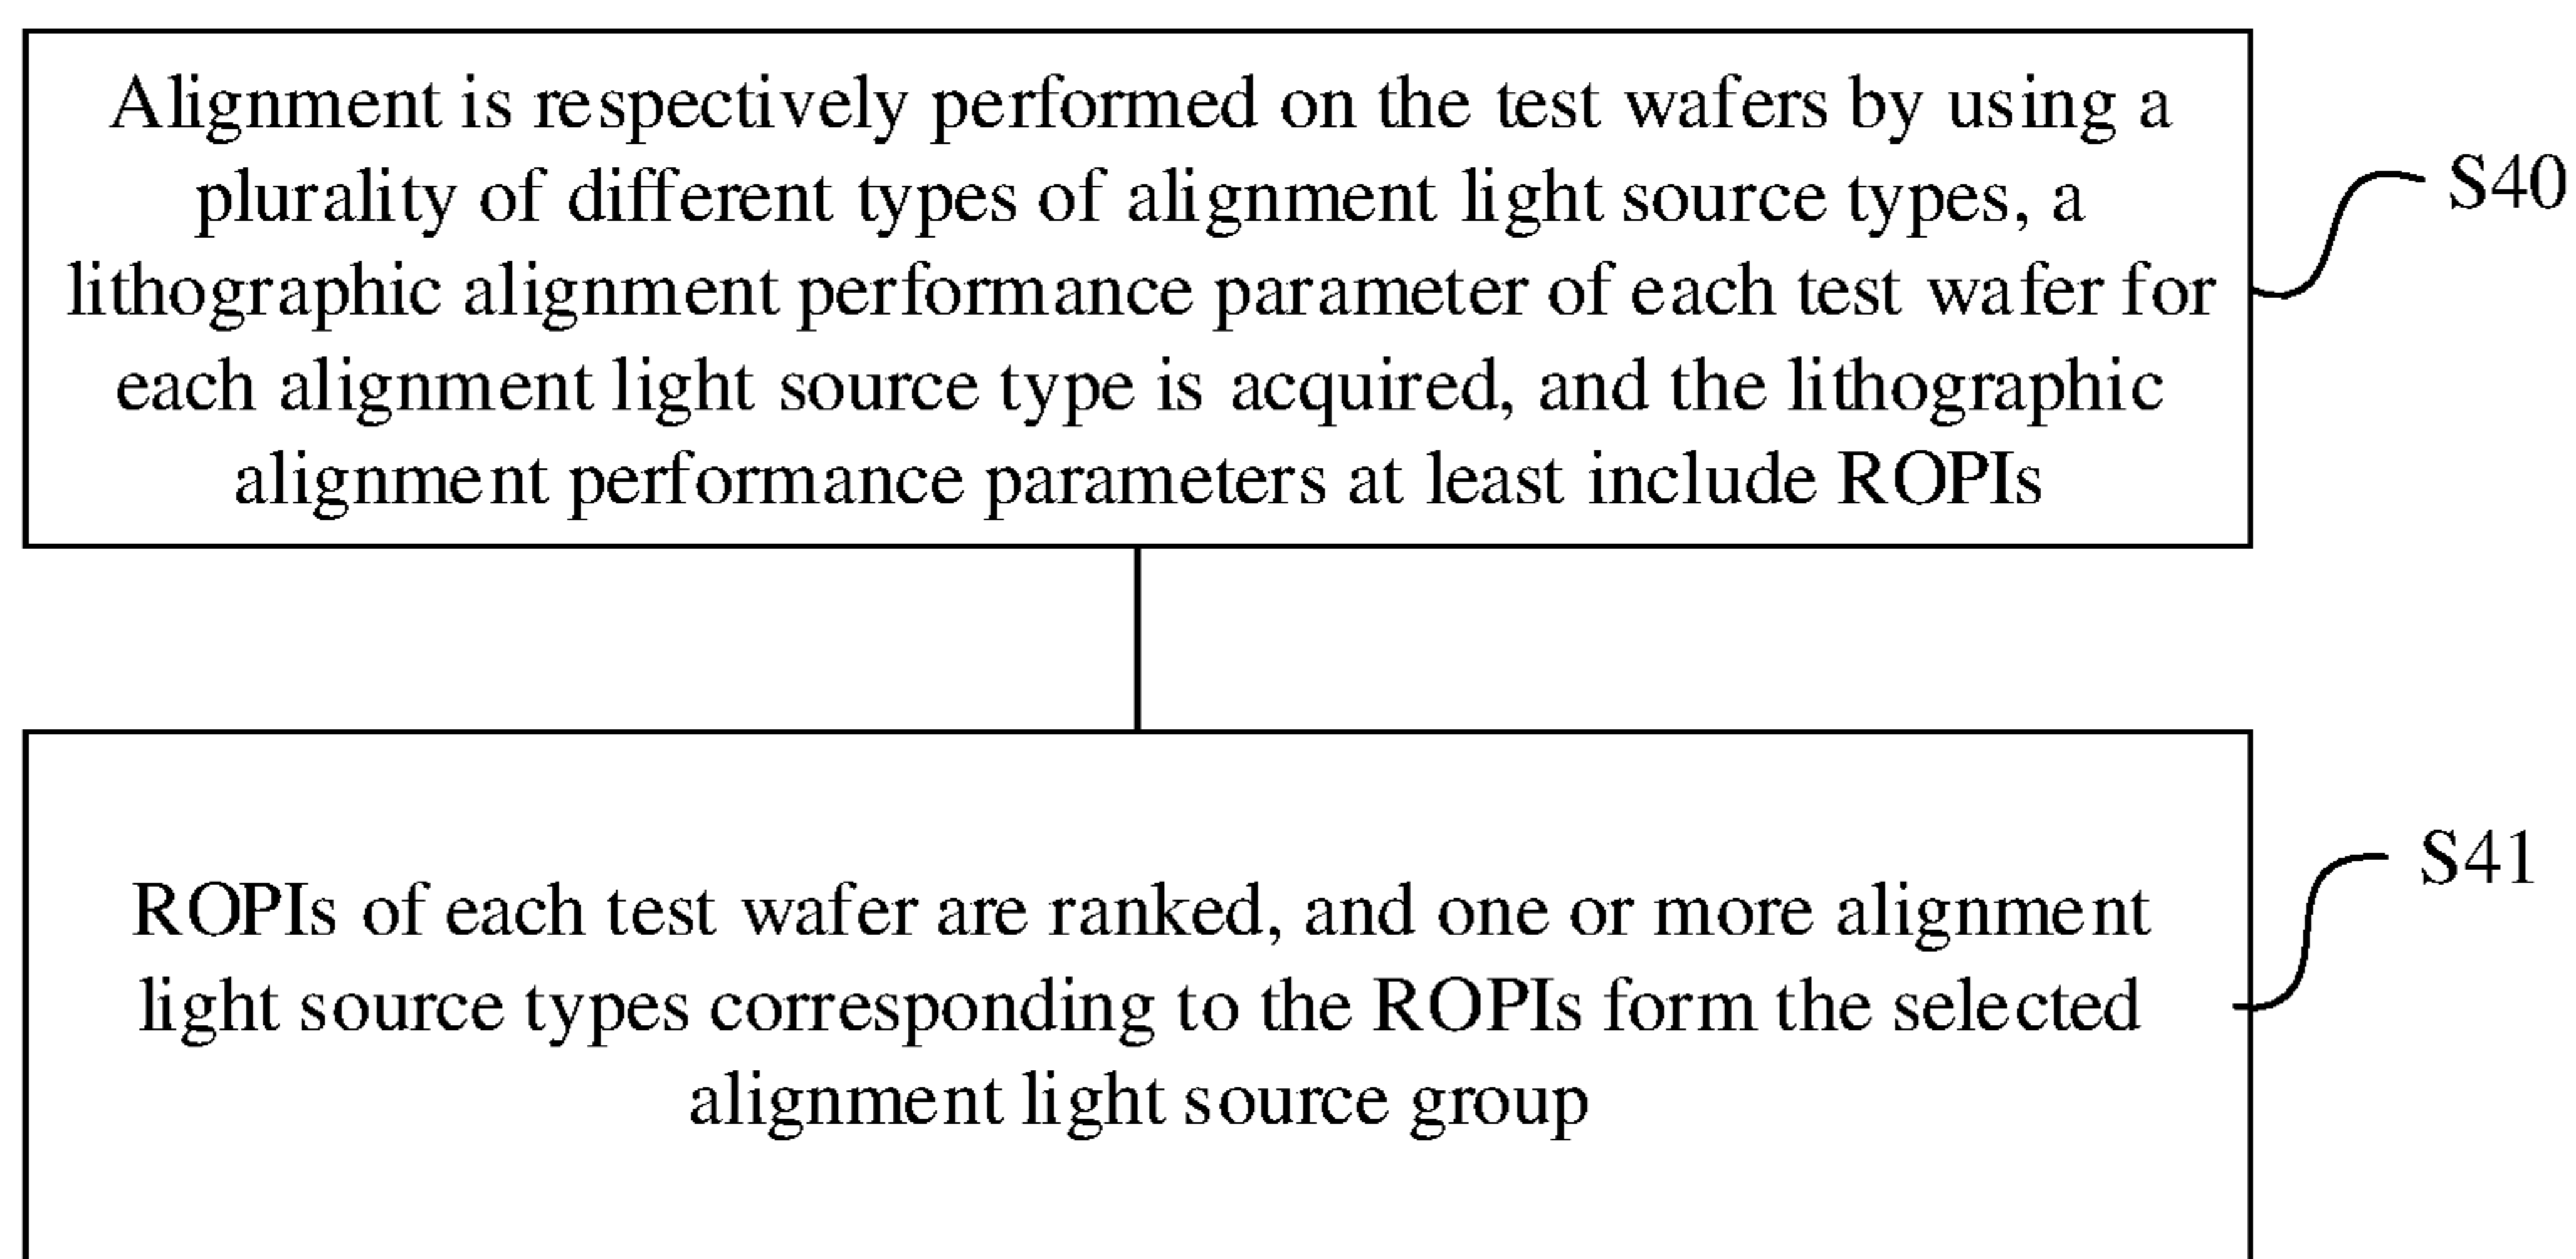 Alignment is respectively performed on the test wafers by using a
plurality of different types of alignment light source types, a
lithographic alignment performance parameter of each test wafer for
each alignment light source type is acquired, and the lithographic
alignment performance parameters at least include ROPIs
S40
ROPIs of each test wafer are ranked, and one or more alignment
light source types corresponding to the ROPIs form the selected
alignment light source group
S41